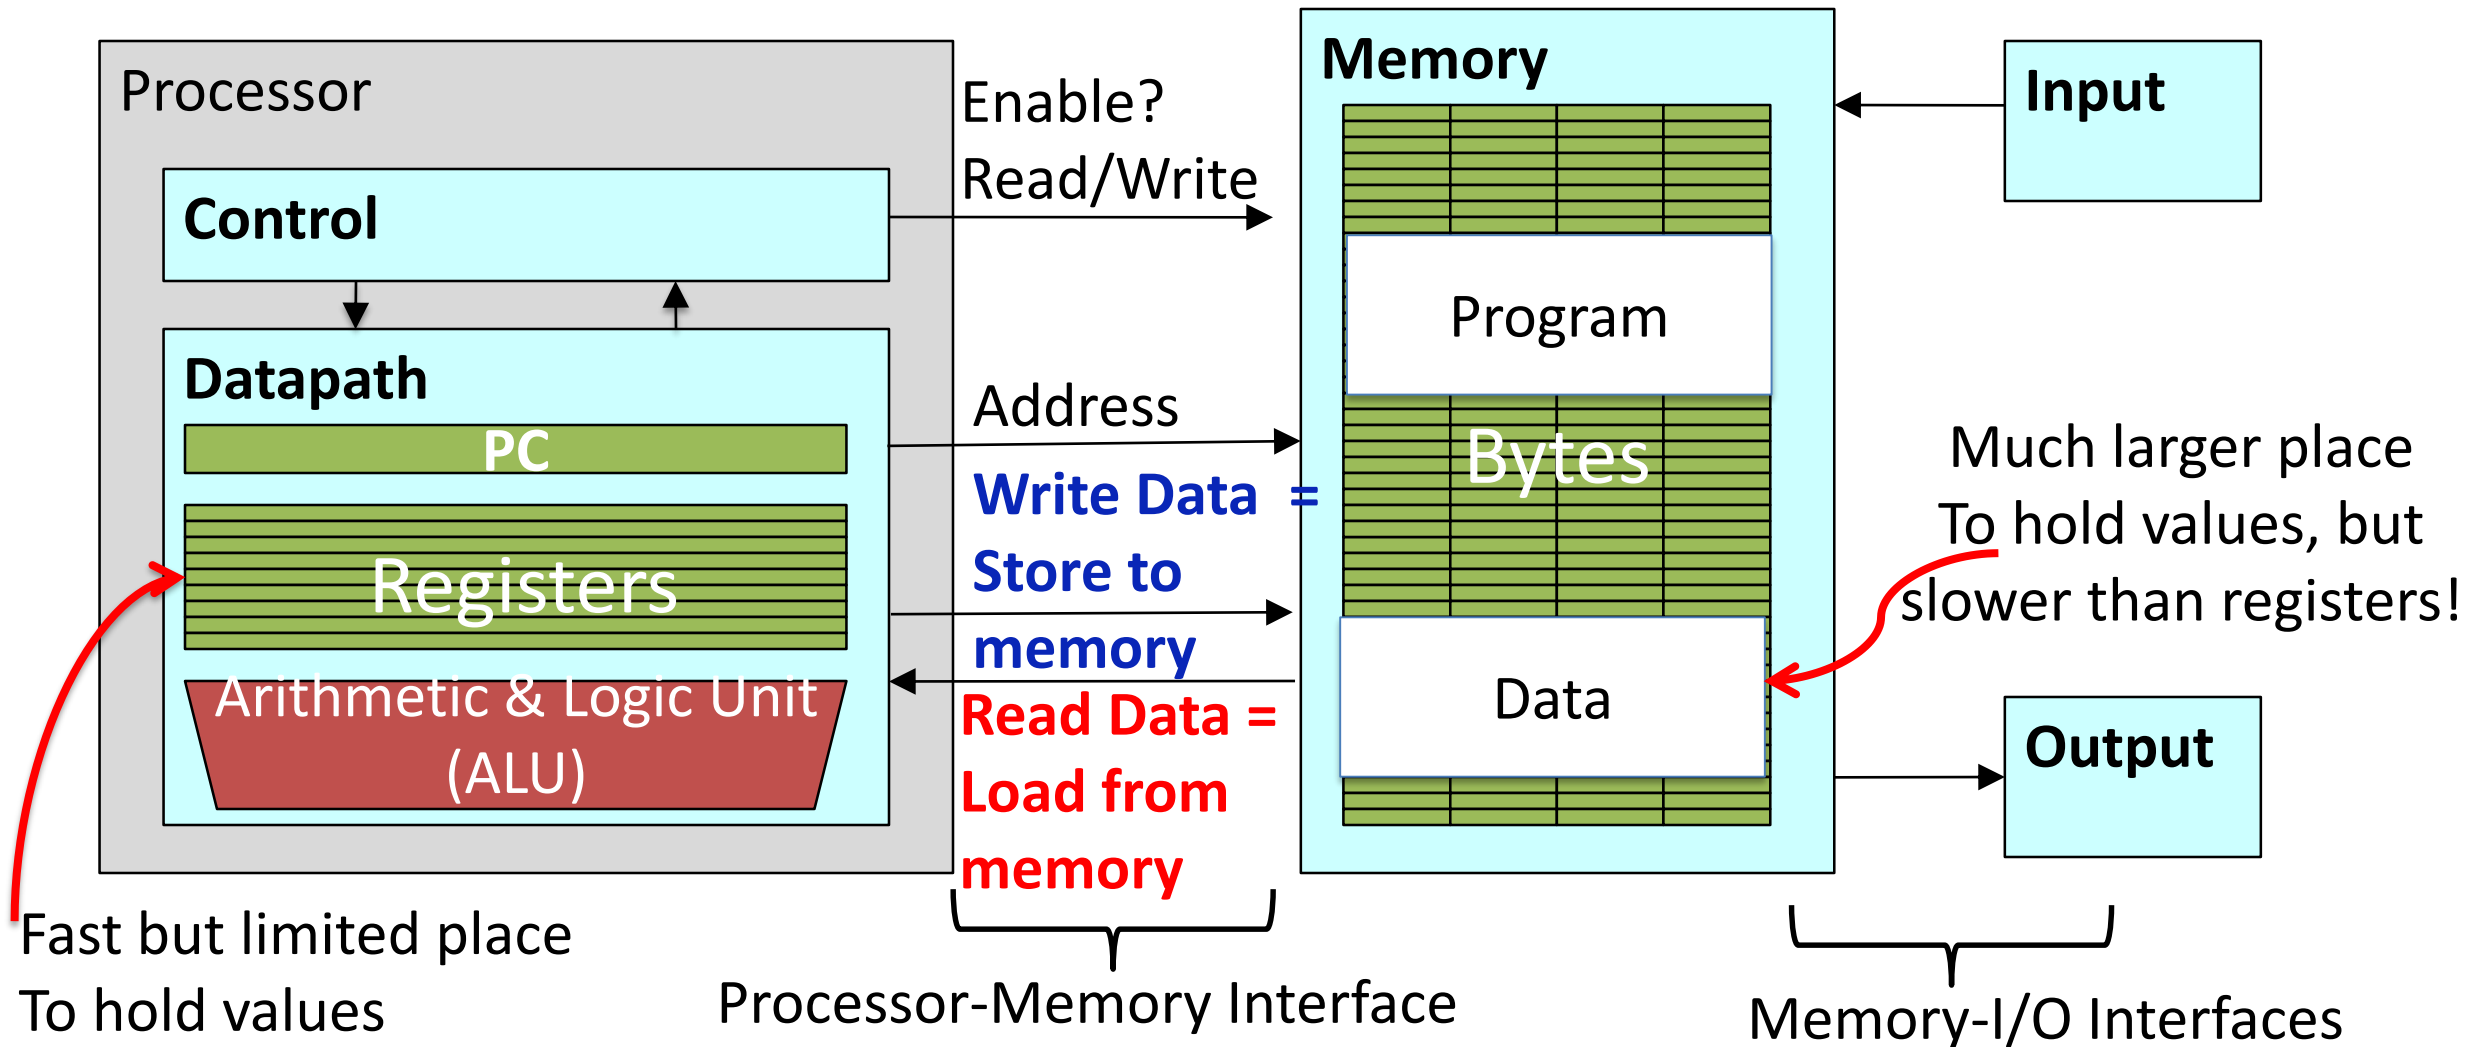 Processor
Control
Datapath
PC
Registers
Arithmetic & Logic Unit
(ALU)
Fast but limited place
To hold values
Enable?
Read/Write
Address
Write Data =
Store to
memory
Read Data =
Load from
memory
Processor-Memory Interface
Memory
Program
Bytes
Data
Input
Much larger place
To hold values, but
slower than registers!
Output
Memory-I/O Interfaces